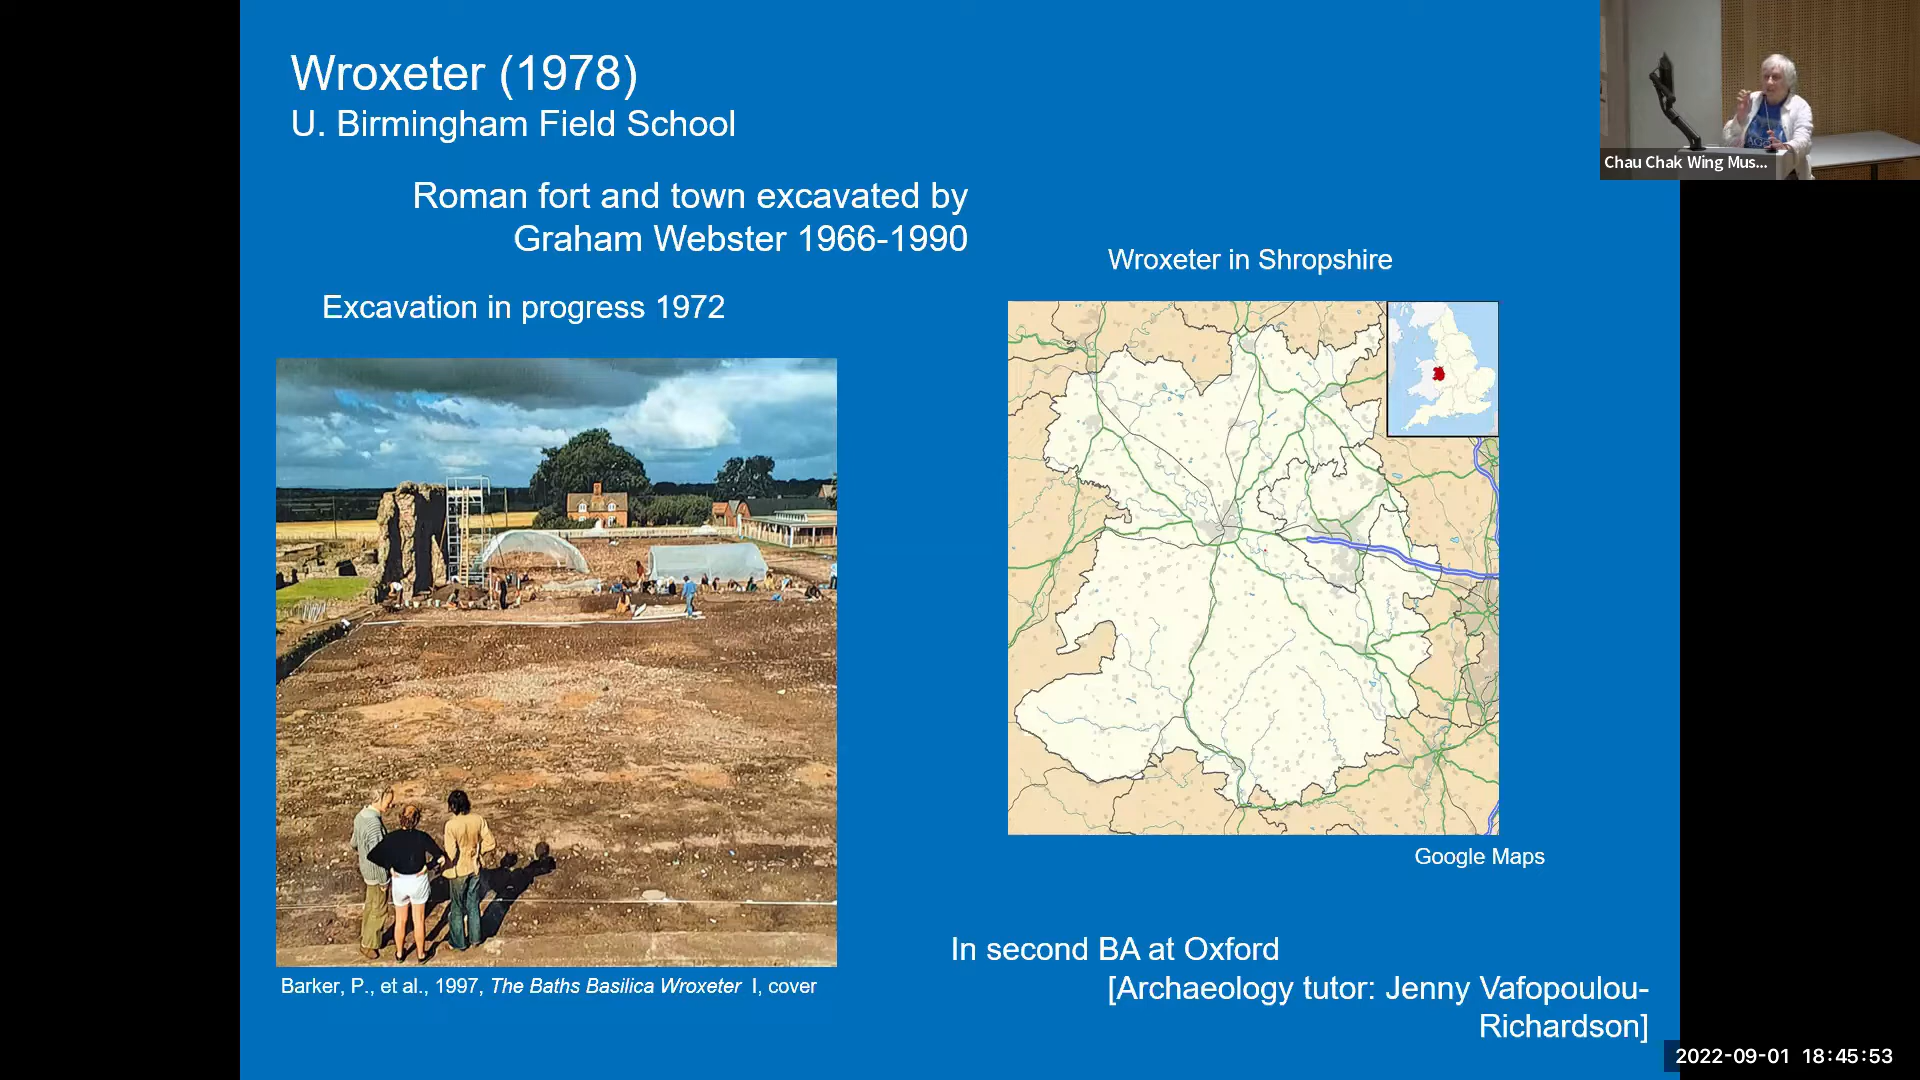 Wroxeter (1978)
U. Birmingham Field School
Roman fort and town excavated by
Graham Webster 1966-1990
Excavation in progress 1972
Wroxeter in Shropshire
Chau Chak Wing Mus...
Barker, P., et al., 1997, The Baths Basilica Wroxeter I, cover
Google Maps
In second BA at Oxford
[Archaeology tutor: Jenny Vafopoulou-
Richardson]
2022-09-01 18:45:53